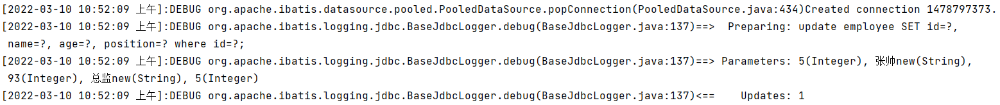 [2022-03-10 10:52:09 上午]:DEBUG org.apache.ibatis.datasource.pooled.PooledDataSource.popConnection(PooledDataSource.java:434)Created connection 1478797373.
[2022-03-10 10:52:09 上午]:DEBUG org.apache.ibatis.logging.jdbc.BaseJdbcLogger.debug(BaseJdbcLogger.java:137)==>  Preparing: update employee SET id=?,
 name=?, age=?, position=? where id=?;
[2022-03-10 10:52:09 上午]:DEBUG org.apache.ibatis.logging.jdbc.BaseJdbcLogger.debug(BaseJdbcLogger.java:137)==> Parameters: 5(Integer), 张帅new(String),
 93(Integer), 总监new(String), 5(Integer)
[2022-03-10 10:52:09 上午]:DEBUG org.apache.ibatis.logging.jdbc.BaseJdbcLogger.debug(BaseJdbcLogger.java:137)<==    Updates: 1